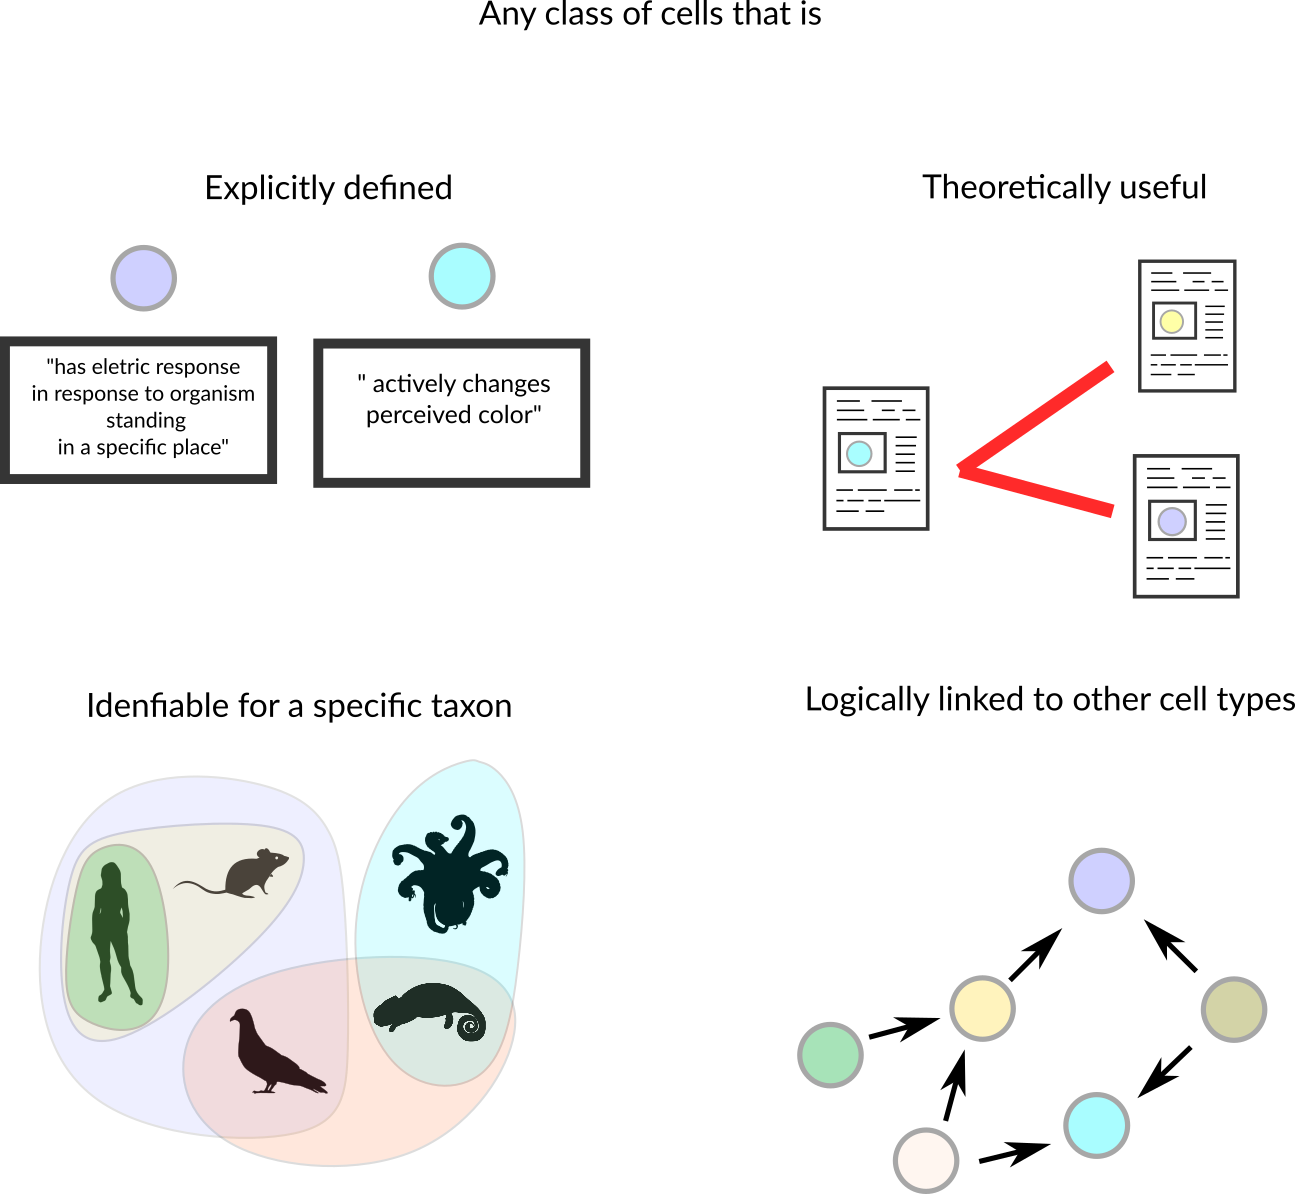 Any class of cells that is
Explicitly defined
Theoretically useful
"has eletric response
in response to organism
standing
in a specific place"
" actively changes
perceived color"
Idenfiable for a specific taxon
Logically linked to other cell types